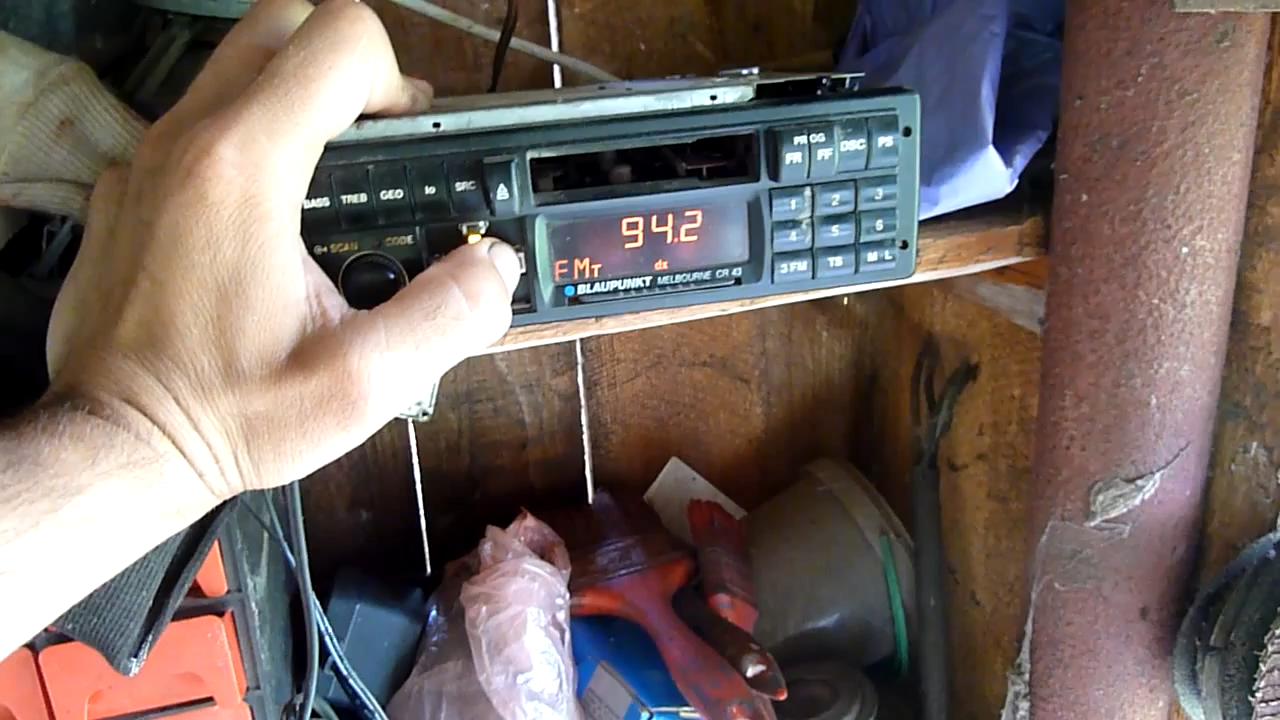 BASS TREB GEO lo SRC
PROG
FR FF DSC PS
SCAN CODE
94.2
FMT dx
BLAUPUNKT MELBOURNE CR 43
1 2 3
4 5 6
3FM TS M·L